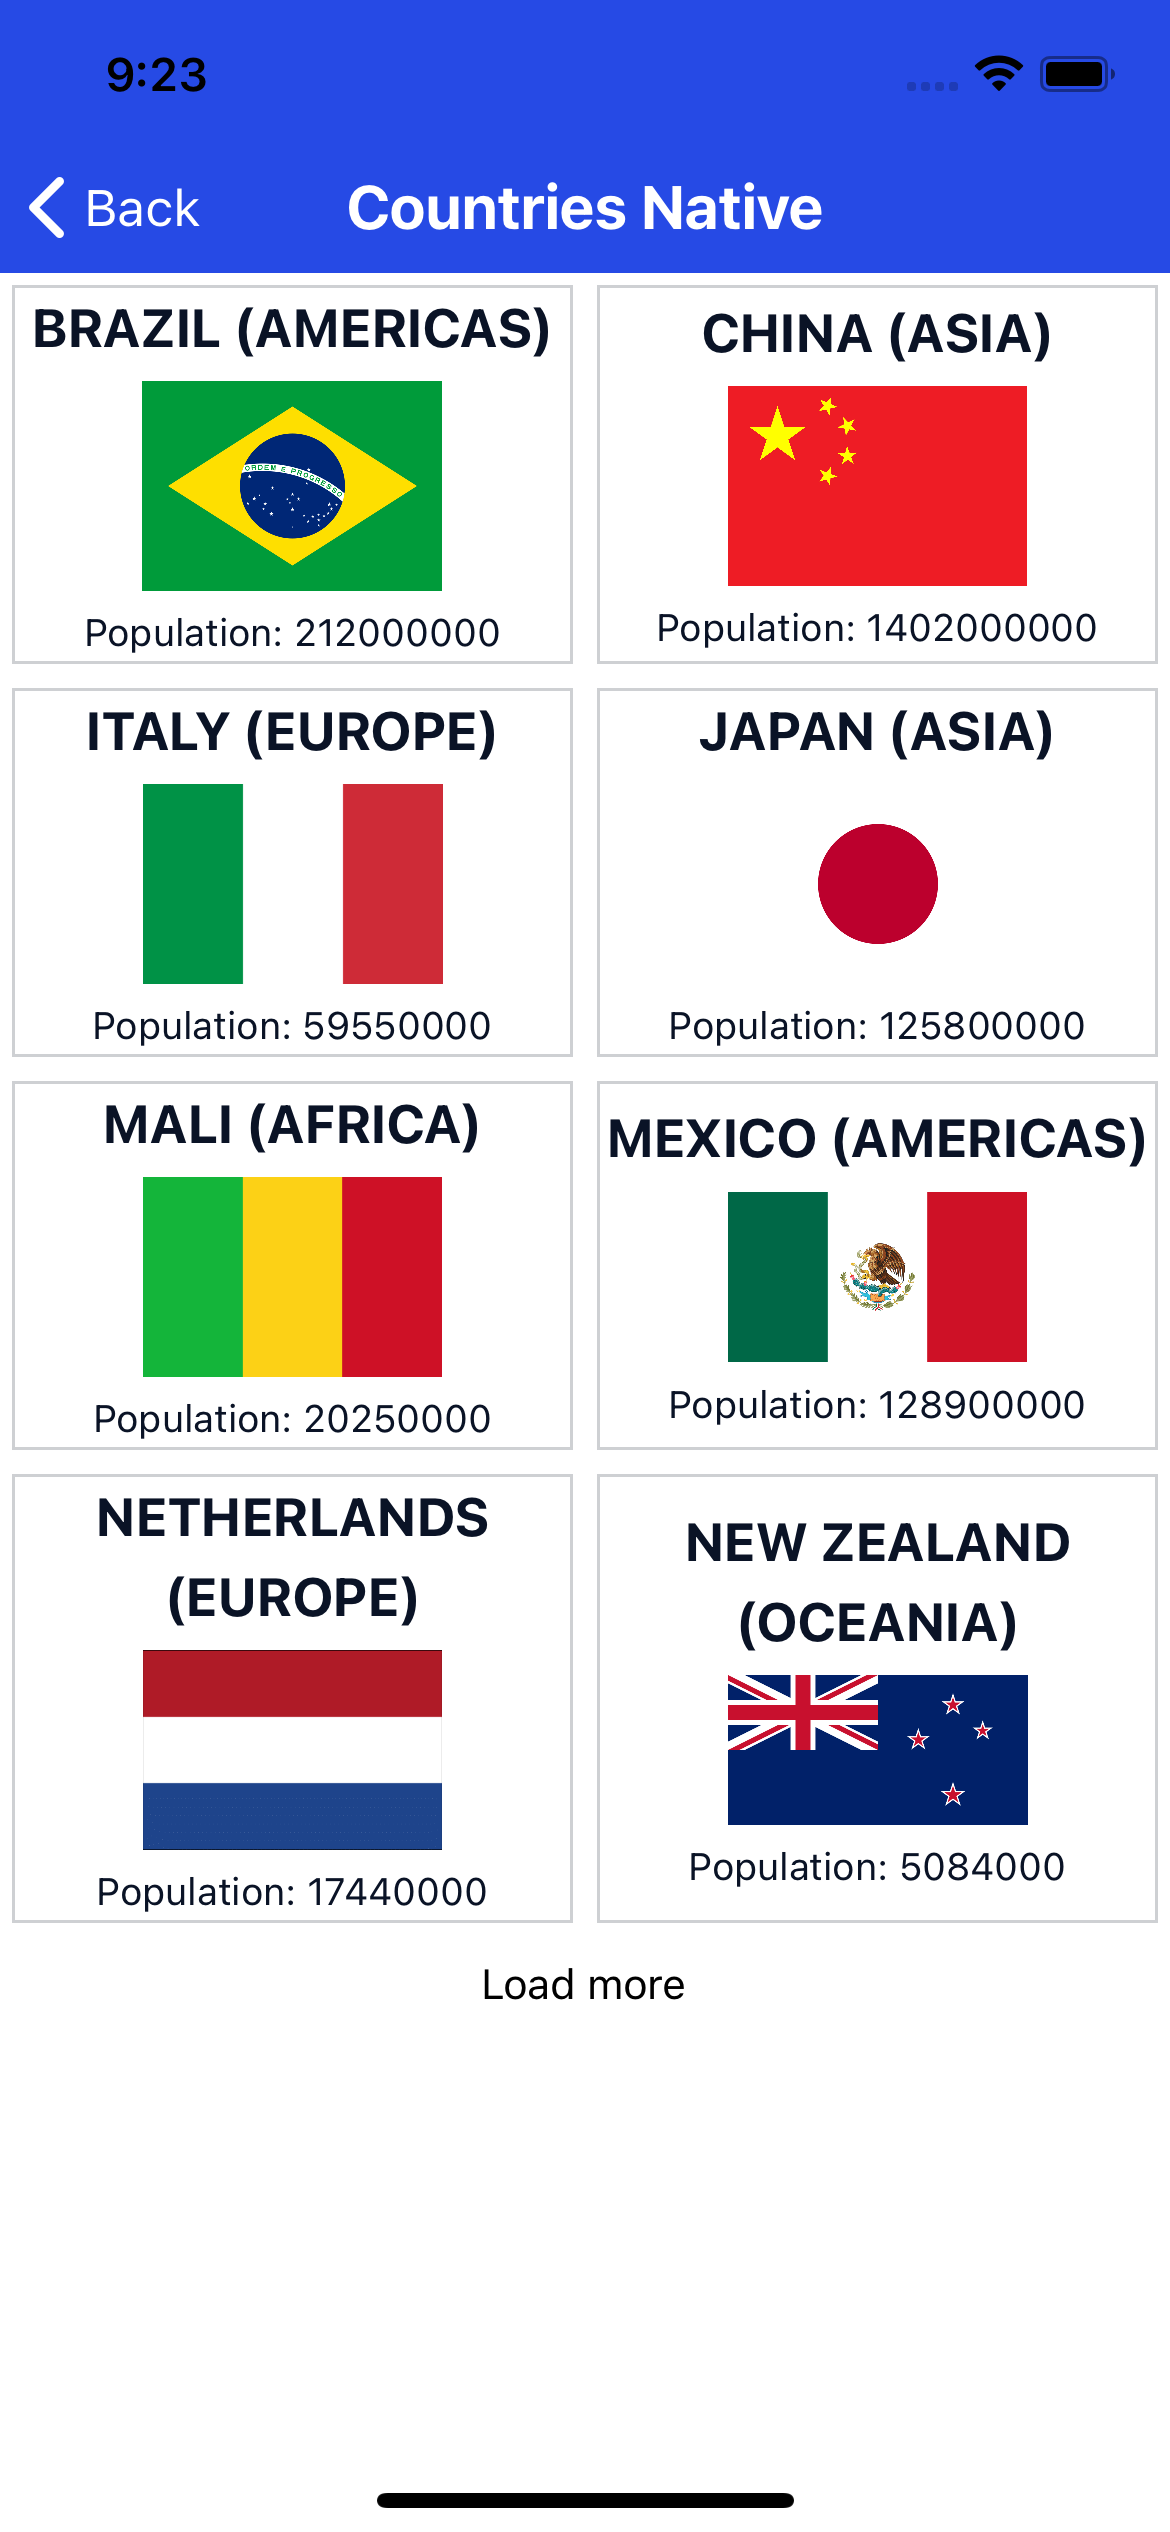 9:23
Back
Countries Native
BRAZIL (AMERICAS)
ORDEM E PROGRESSO
Population: 212000000
CHINA (ASIA)
Population: 1402000000
ITALY (EUROPE)
Population: 59550000
JAPAN (ASIA)
Population: 125800000
MALI (AFRICA)
Population: 20250000
MEXICO (AMERICAS)
Population: 128900000
NETHERLANDS
(EUROPE)
Population: 17440000
NEW ZEALAND
(OCEANIA)
Population: 5084000
Load more